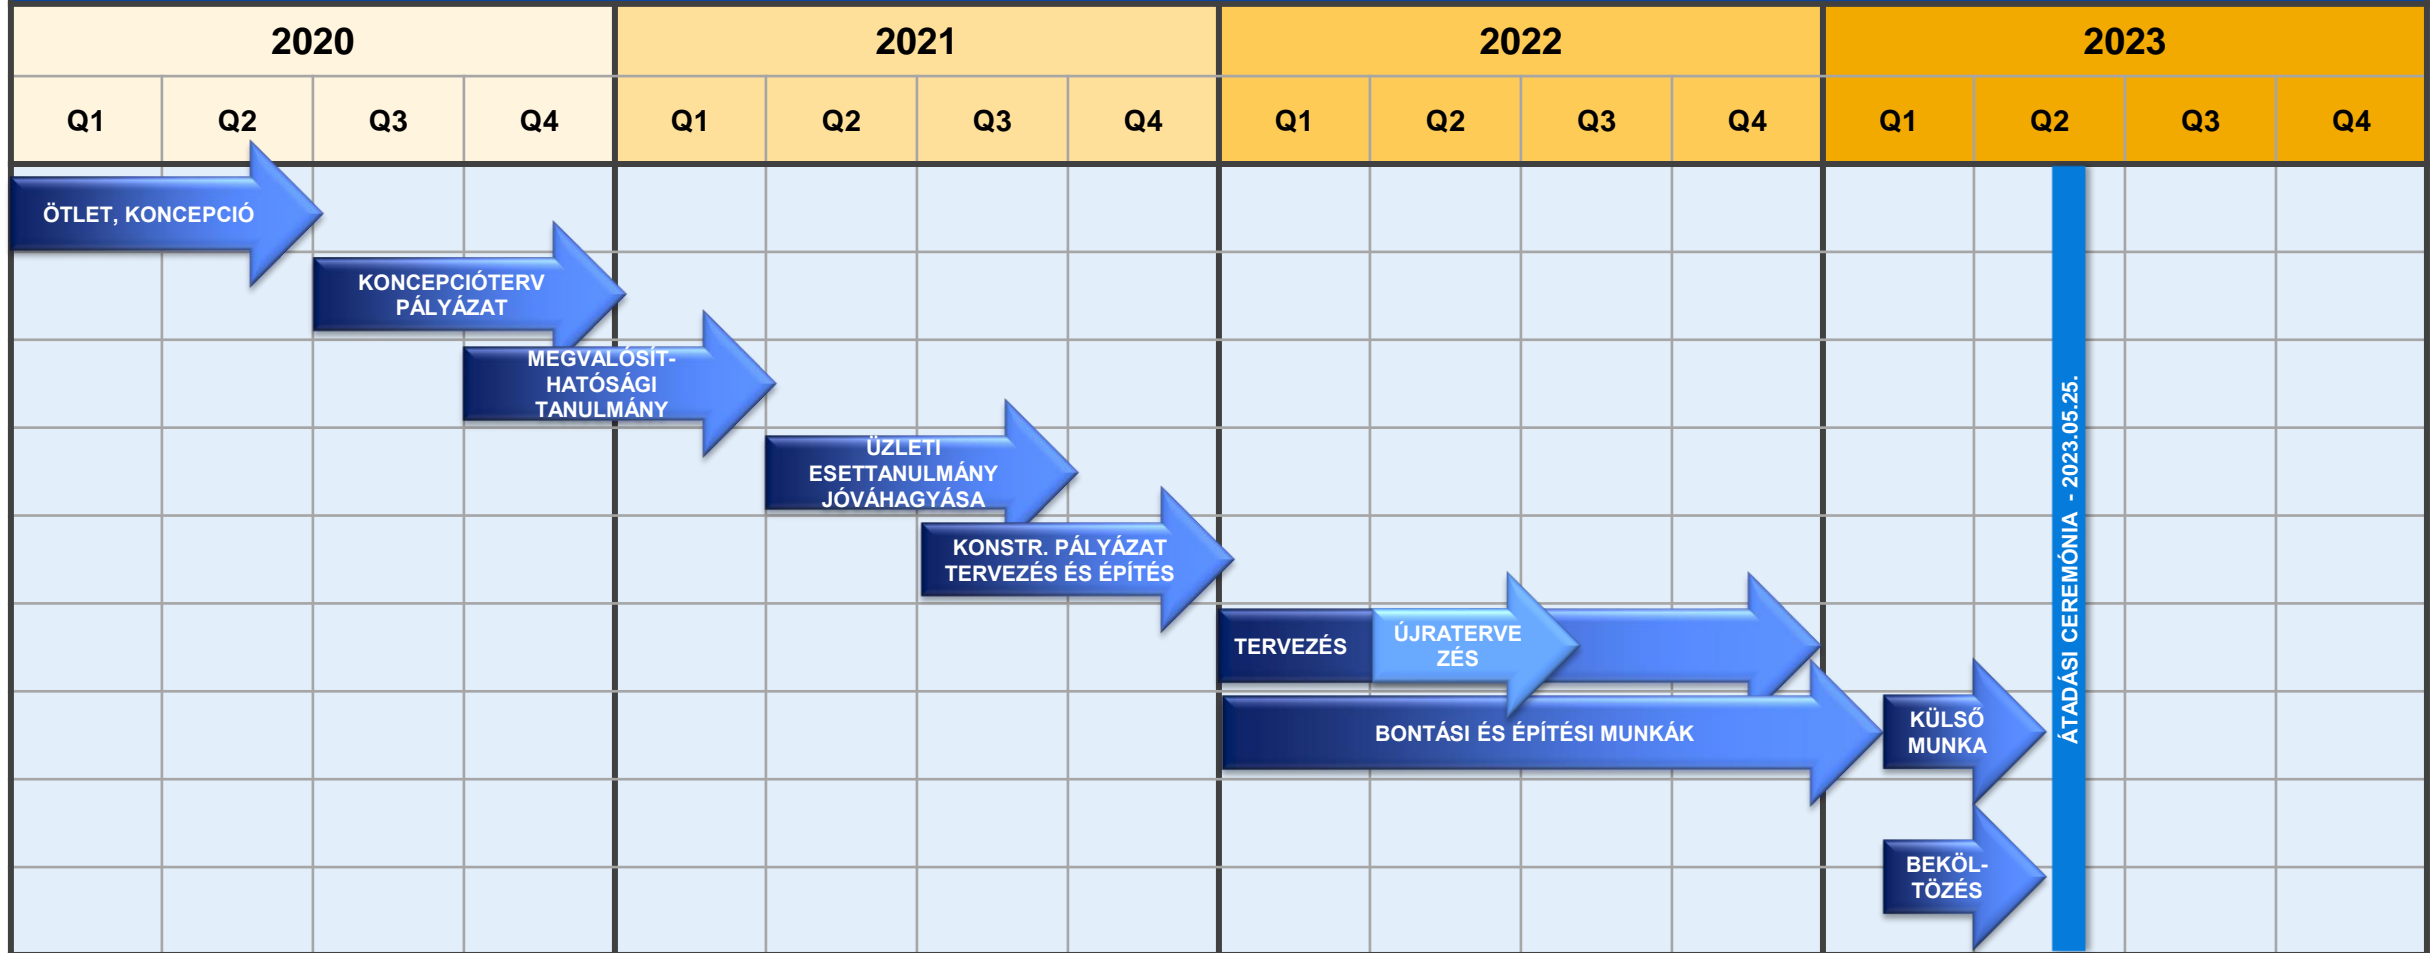 2020 2021 2022 2023
Q1 Q2 Q3 Q4 Q1 Q2 Q3 Q4 Q1 Q2 Q3 Q4 Q1 Q2 Q3 Q4
ÖTLET, KONCEPCIÓ
KONCEPCIÓTERV
PÁLYÁZAT
MEGVALÓSÍT-
HATÓSÁGI
TANULMÁNY
ÜZLETI
ESETTANULMÁNY
JÓVÁHAGYÁSA
KONSTR. PÁLYÁZAT
TERVEZÉS ÉS ÉPÍTÉS
TERVEZÉS
ÚJRATERVE
ZÉS
BONTÁSI ÉS ÉPÍTÉSI MUNKÁK
KÜLSŐ
MUNKA
BEKÖL-
TÖZÉS
ÁTADÁSI CEREMÓNIA - 2023.05.25.